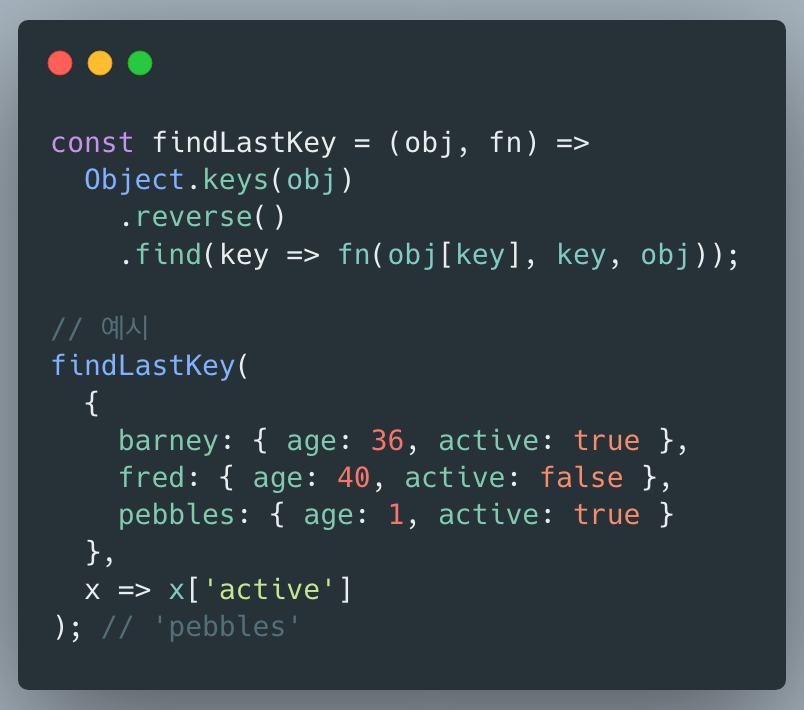 const findLastKey = (obj, fn) =>
  Object.keys(obj)
    .reverse()
    .find(key => fn(obj[key], key, obj));

// 예시
findLastKey(
  {
    barney: { age: 36, active: true },
    fred: { age: 40, active: false },
    pebbles: { age: 1, active: true }
  },
  x => x['active']
); // 'pebbles'